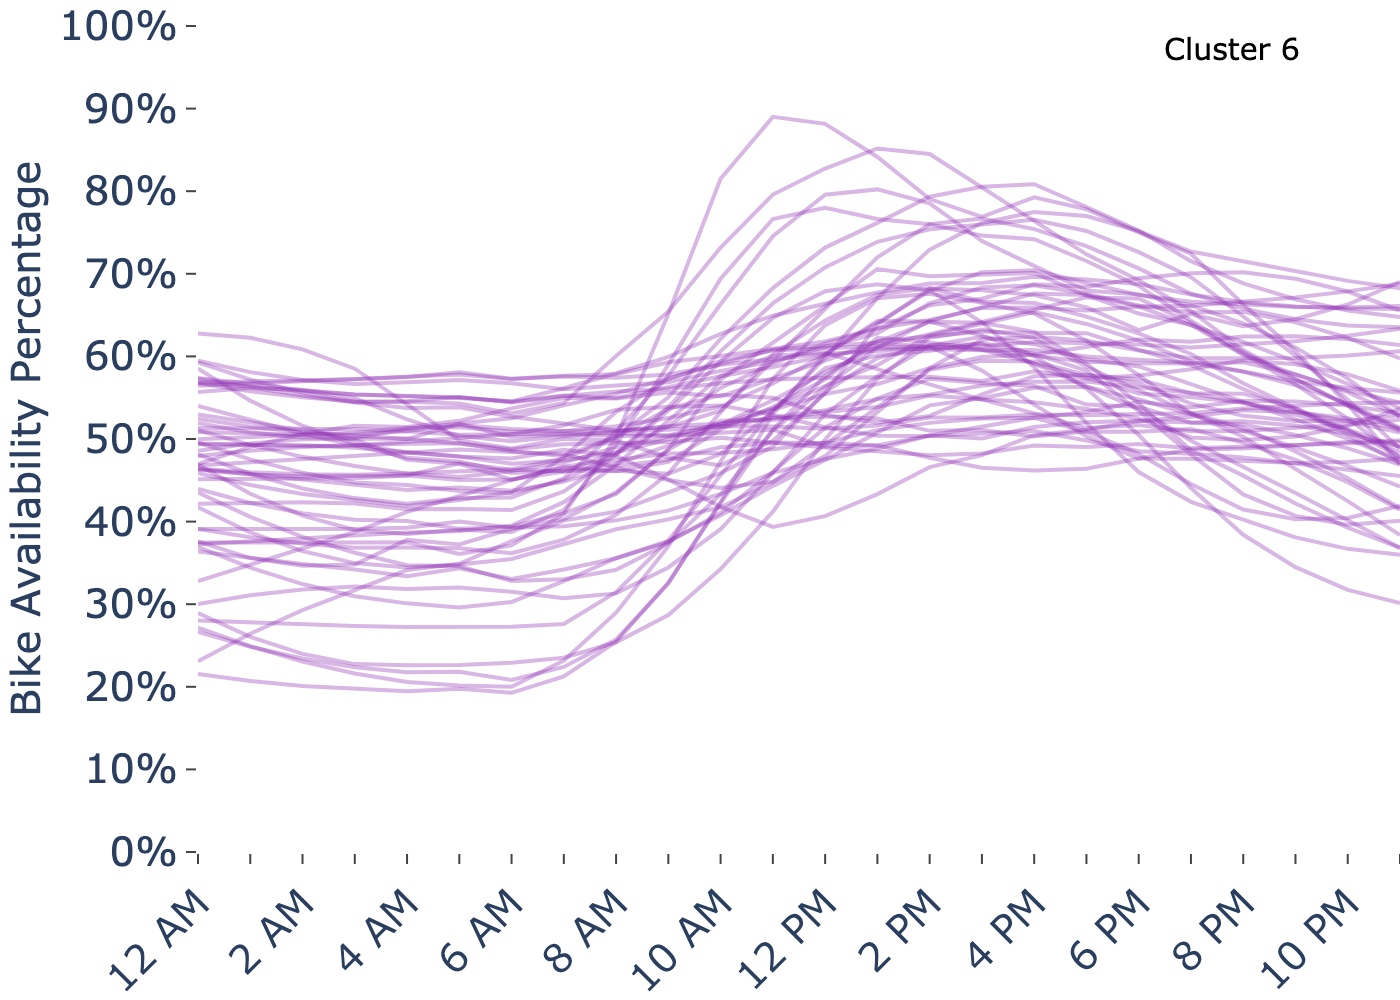 Cluster 6
Bike Availability Percentage
100%
90%
80%
70%
60%
50%
40%
30%
20%
10%
0%
12 AM
2 AM
4 AM
6 AM
8 AM
10 AM
12 PM
2 PM
4 PM
6 PM
8 PM
10 PM